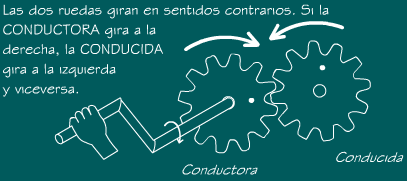 Las dos ruedas giran en sentidos contrarios. Si la
CONDUCTORA gira a la
derecha, la CONDUCIDA
gira a la izquierda
y viceversa.
Conducida
Conductora